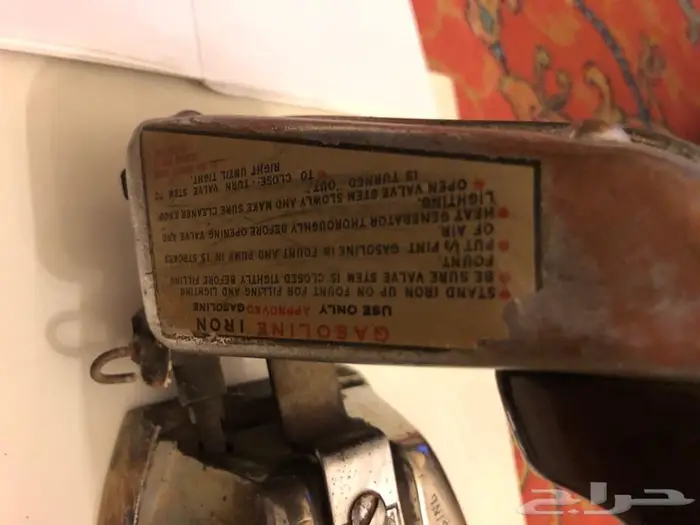 GASOLINE IRON
USE ONLY APPROVED GASOLINE
STAND IRON UP ON FOUNT FOR FILLING AND LIGHTING
BE SURE VALVE STEM IS CLOSED TIGHTLY BEFORE FILLING
FOUNT
PUT ⅓ PINT GASOLINE IN FOUNT AND PUMP IN 15 STROKES
OF AIR
HEAT GENERATOR THOROUGHLY BEFORE OPENING VALVE AND
LIGHTING.
OPEN VALVE STEM SLOWLY AND MAKE SURE CLEANER KNOB
IS TURNED "OUT".
TO CLOSE: TURN VALVE STEM TO
RIGHT UNTIL TIGHT.
حراج